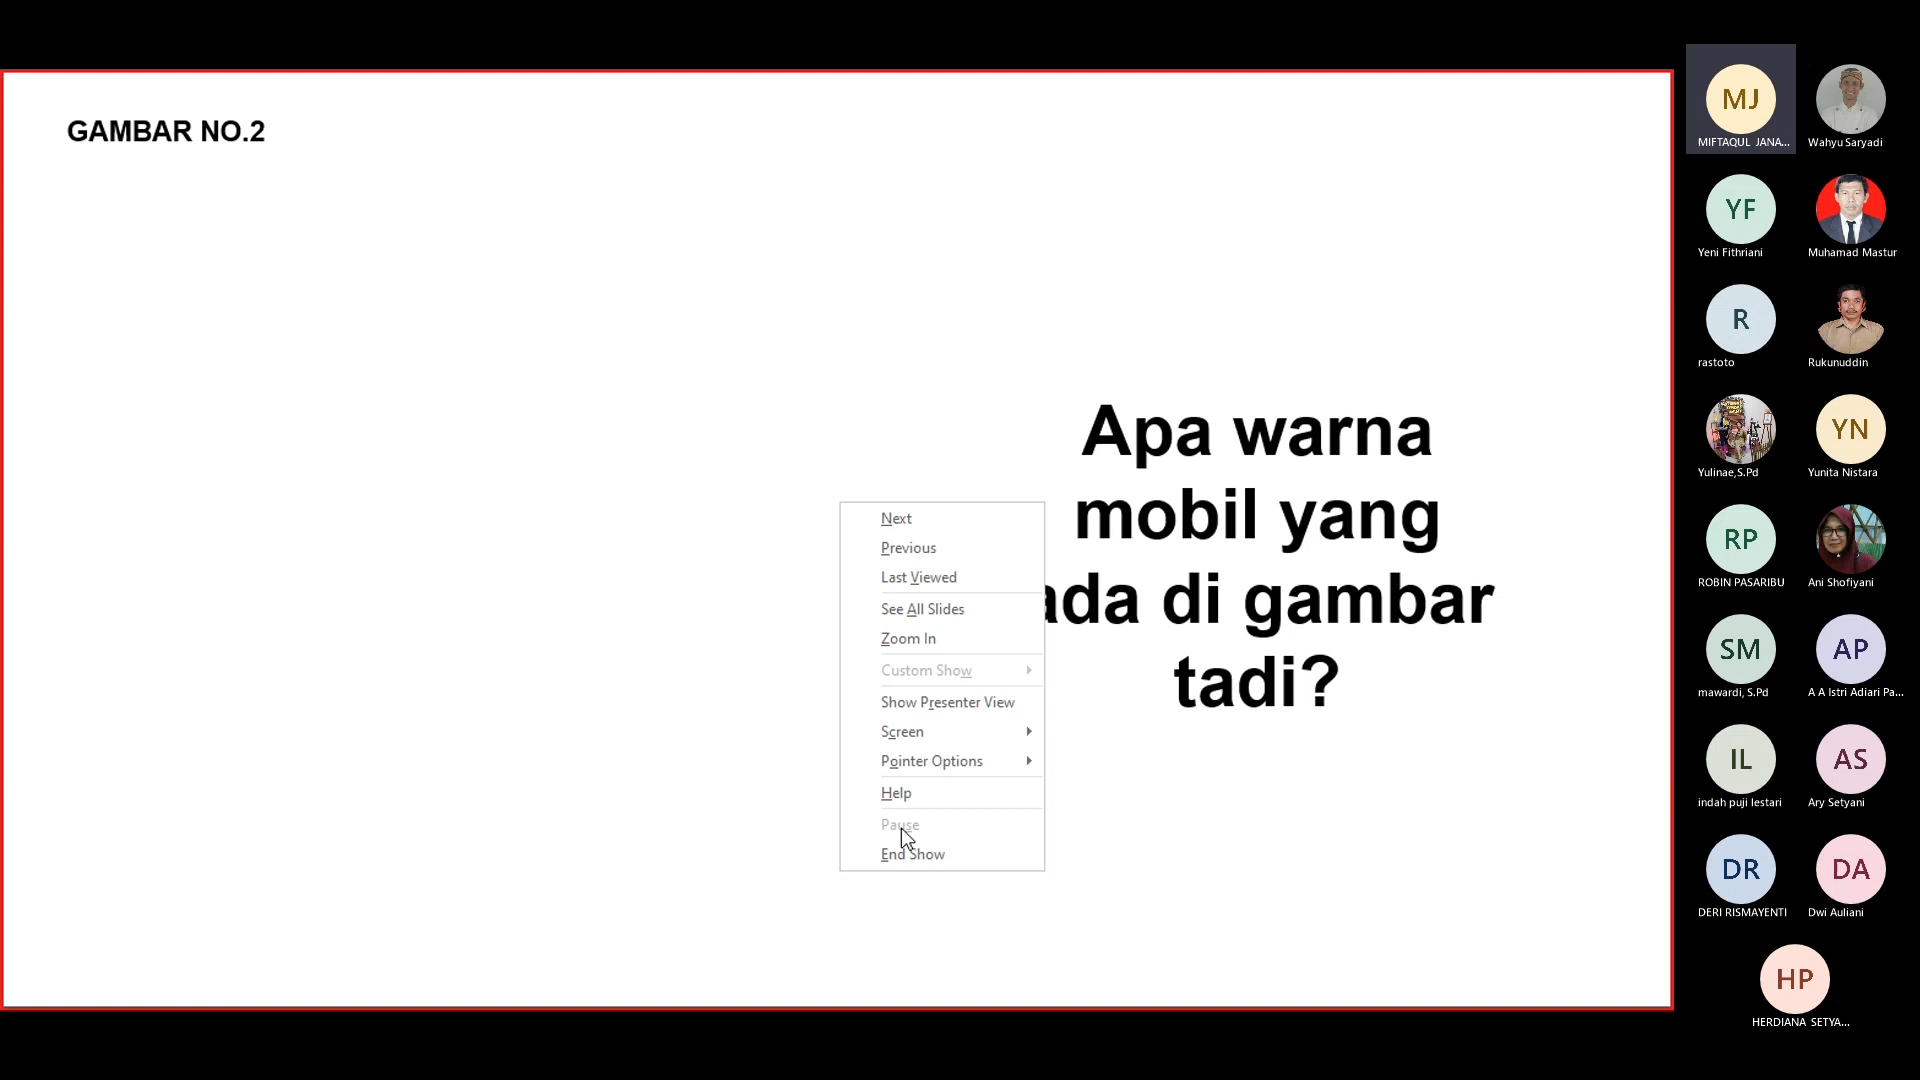 GAMBAR NO.2
Apa warna
mobil yang
ada di gambar
tadi?
Next
Previous
Last Viewed
See All Slides
Zoom In
Custom Show
Show Presenter View
Screen
Pointer Options
Help
Pause
End Show
MJ
MIFTAQUL JANA...
Wahyu Saryadi
YF
Yeni Fithriani
Muhamad Mastur
R
rastoto
Rukunuddin
Yulinae,S.Pd
YN
Yunita Nistara
RP
ROBIN PASARIBU
Ani Shofiyani
SM
mawardi, S.Pd
AP
A A Istri Adiari Pa...
IL
indah puji lestari
AS
Ary Setyani
DR
DERI RISMAYENTI
DA
Dwi Auliani
HP
HERDIANA SETYA...